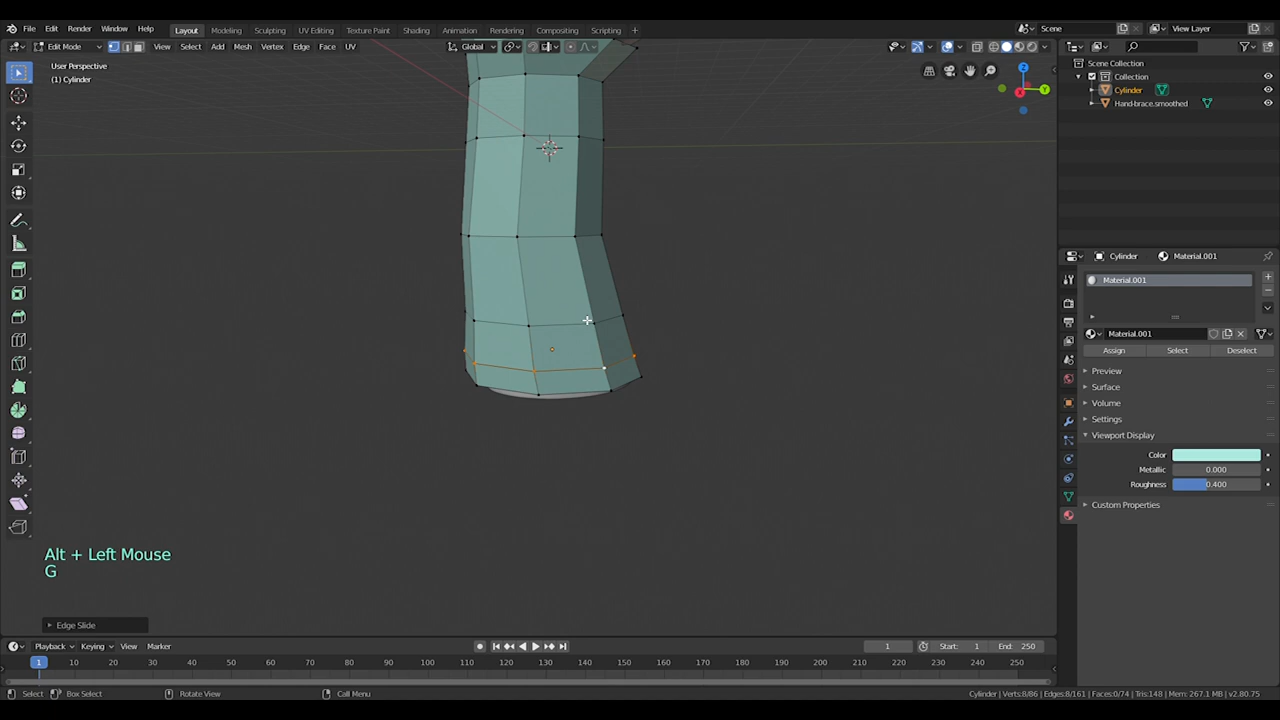 File Edit Render Window Help Layout Modeling Sculpting UV Editing Texture Paint Shading Animation Rendering Compositing Scripting + Scene View Layer
Edit Mode View Select Add Mesh Vertex Edge Face UV Global
User Perspective
(1) Cylinder
Z
Y
X
Scene Collection
Collection
Cylinder
Hand-brace.smoothed
Cylinder Material.001
Material.001
Material.001
Assign Select Deselect
Preview
Surface
Volume
Settings
Viewport Display
Color
Metallic 0.000
Roughness 0.400
Custom Properties
Alt + Left Mouse
G
Edge Slide
Playback Keying View Marker 1 Start: 1 End: 250
1 10 20 30 40 50 60 70 80 90 100 110 120 130 140 150 160 170 180 190 200 210 220 230 240 250
Select Box Select Rotate View Call Menu Cylinder | Verts:8/86 | Edges:8/161 | Faces:0/74 | Tris:148 | Mem: 267.1 MB | v2.80.75